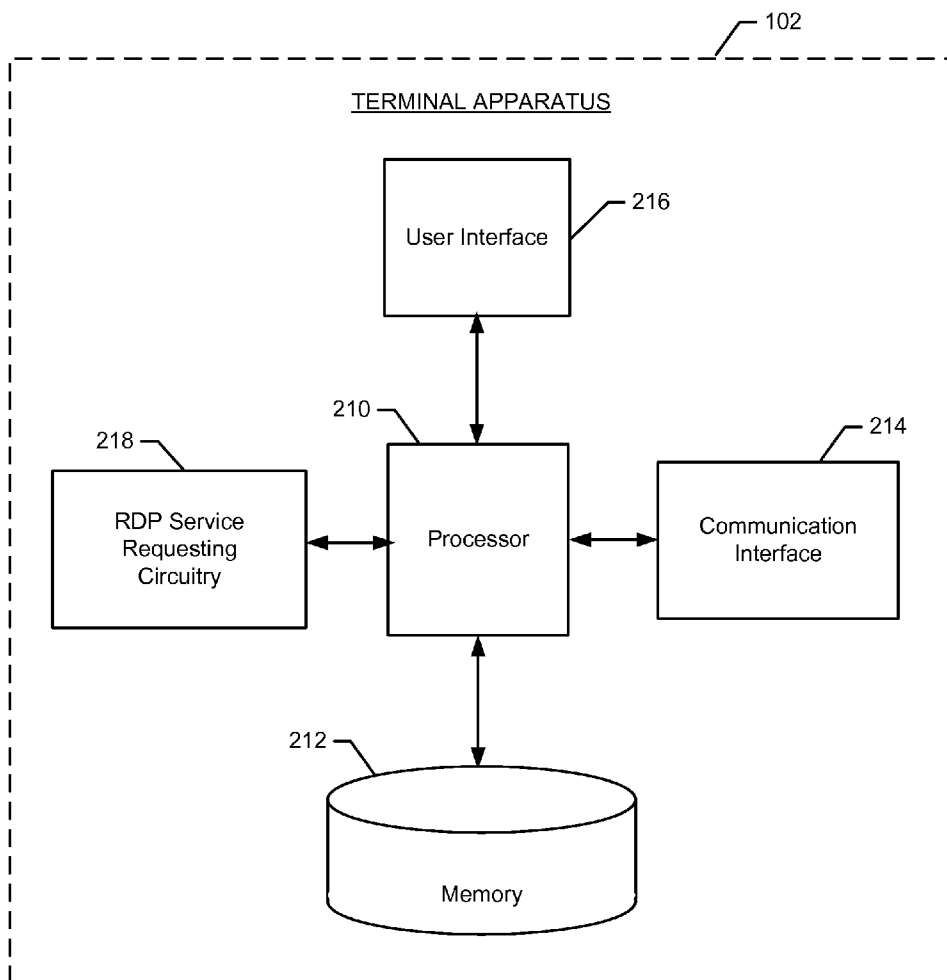 102
TERMINAL APPARATUS
User Interface
216
210
218
214
RDP Service
Requesting
Circuitry
Processor
Communication
Interface
212
Memory